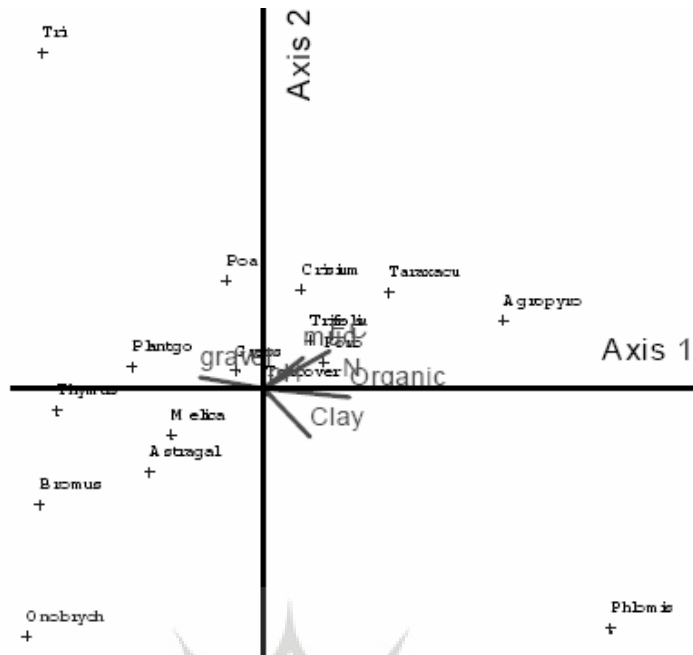 Tri
Axis 2
Poa
Crisium
Taraxacu
Agropyro
Trifoliu
Axis 1
Plantgo
gravel
N
Organic
Thymus
Melica
Clay
Astragal
Bromus
Onobrych
Phlomis